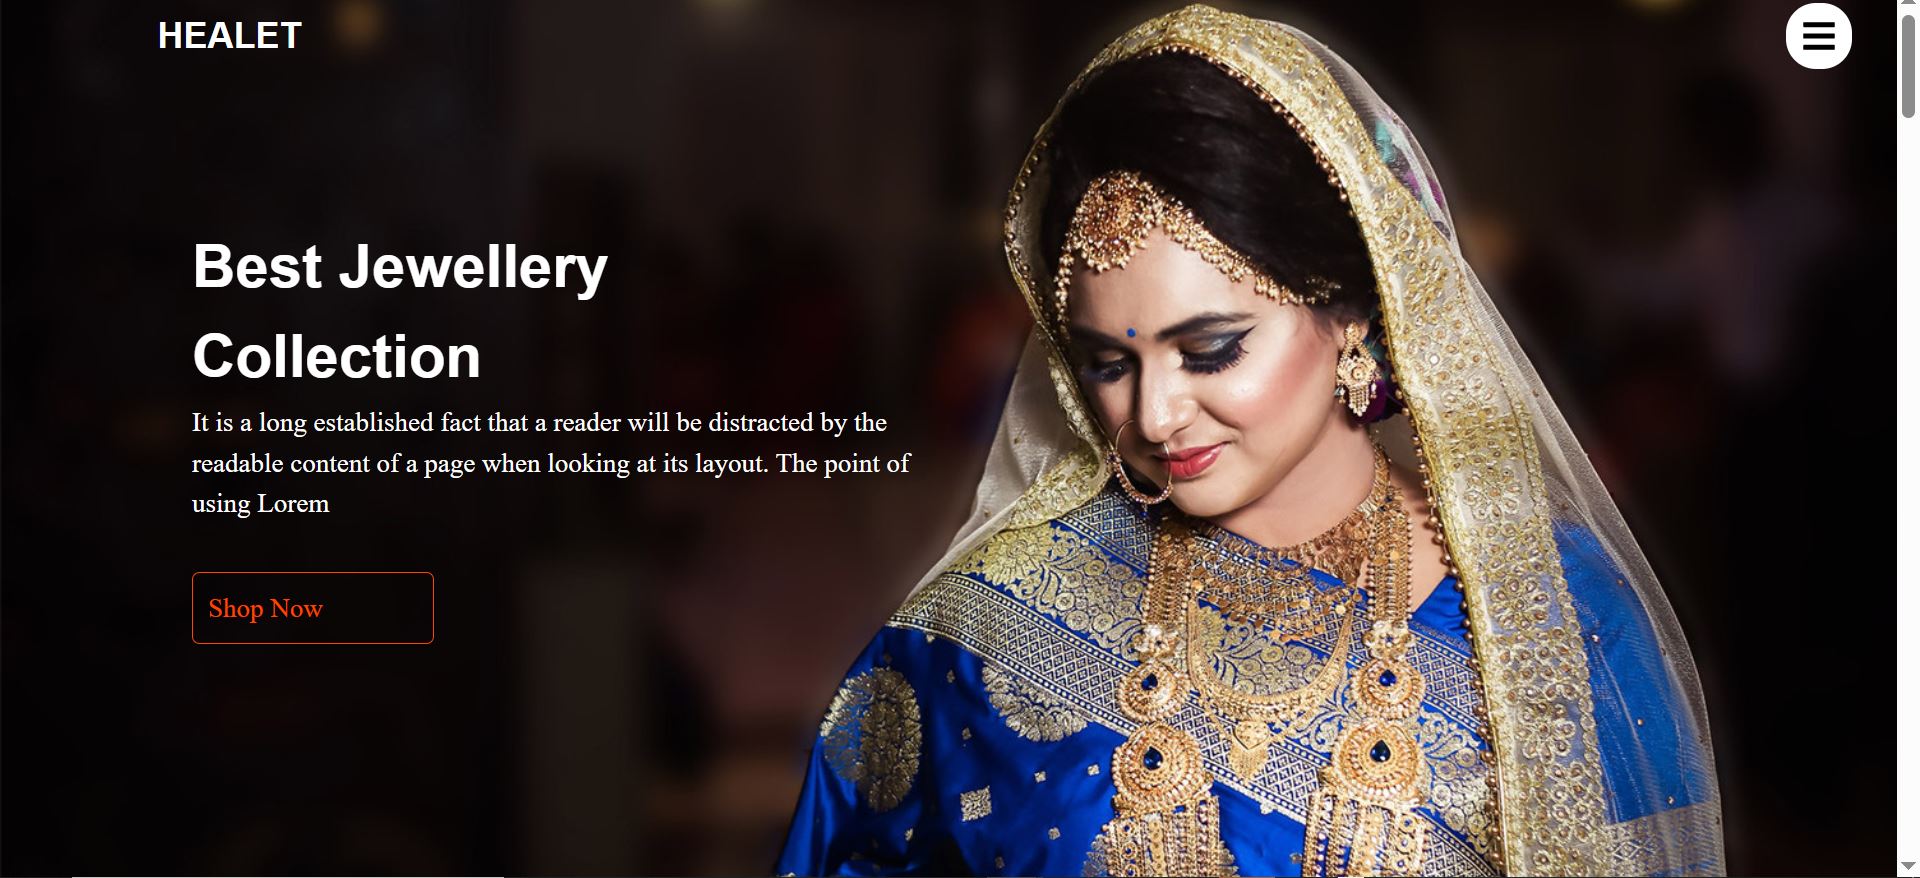 HEALET
Best Jewellery
Collection
It is a long established fact that a reader will be distracted by the
readable content of a page when looking at its layout. The point of
using Lorem
Shop Now